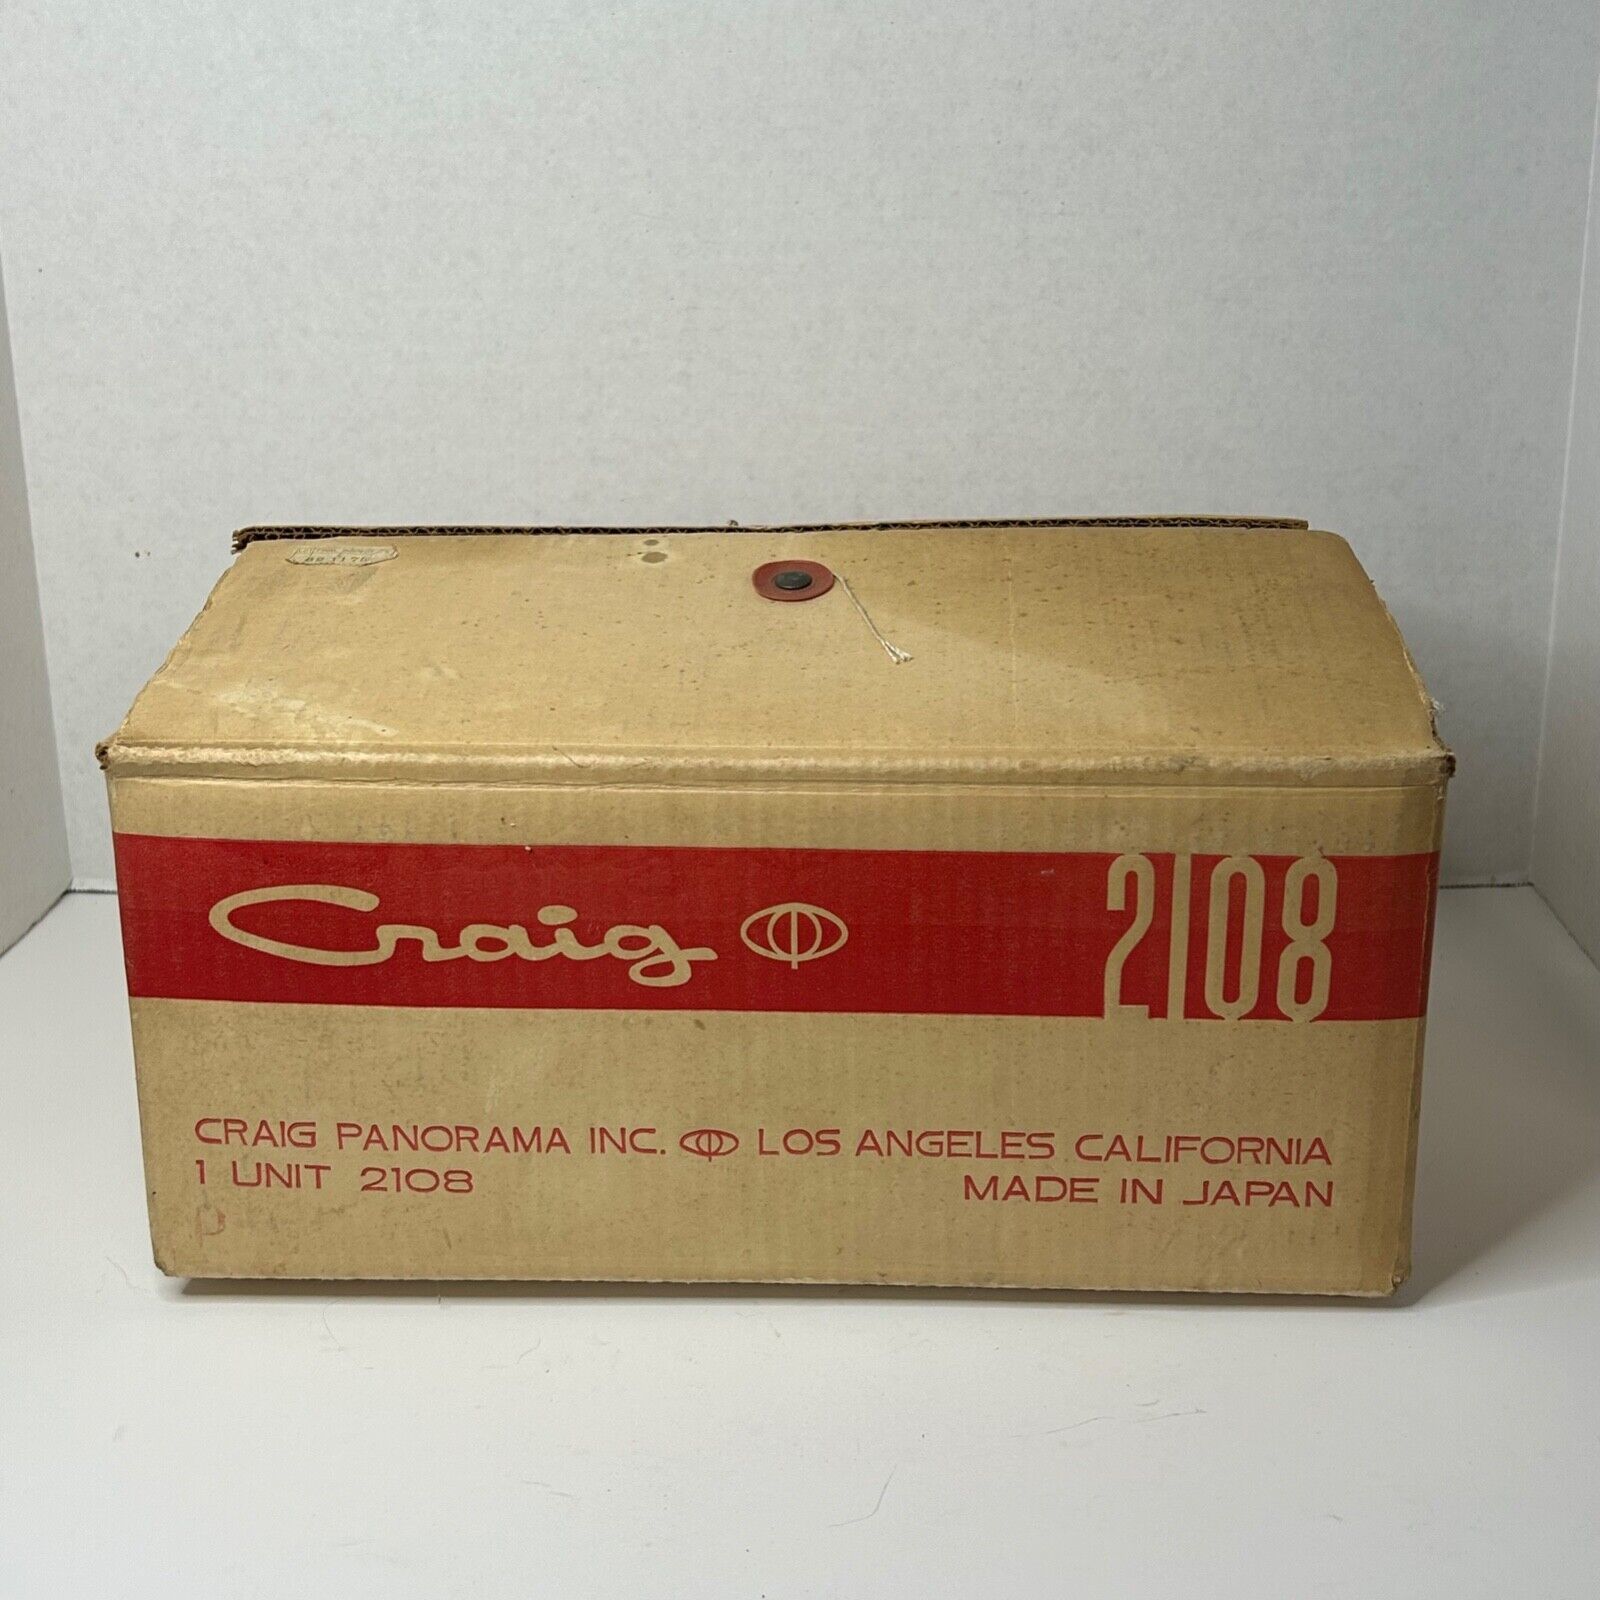 Craig 2108
CRAIG PANORAMA INC. LOS ANGELES CALIFORNIA
1 UNIT 2108 MADE IN JAPAN